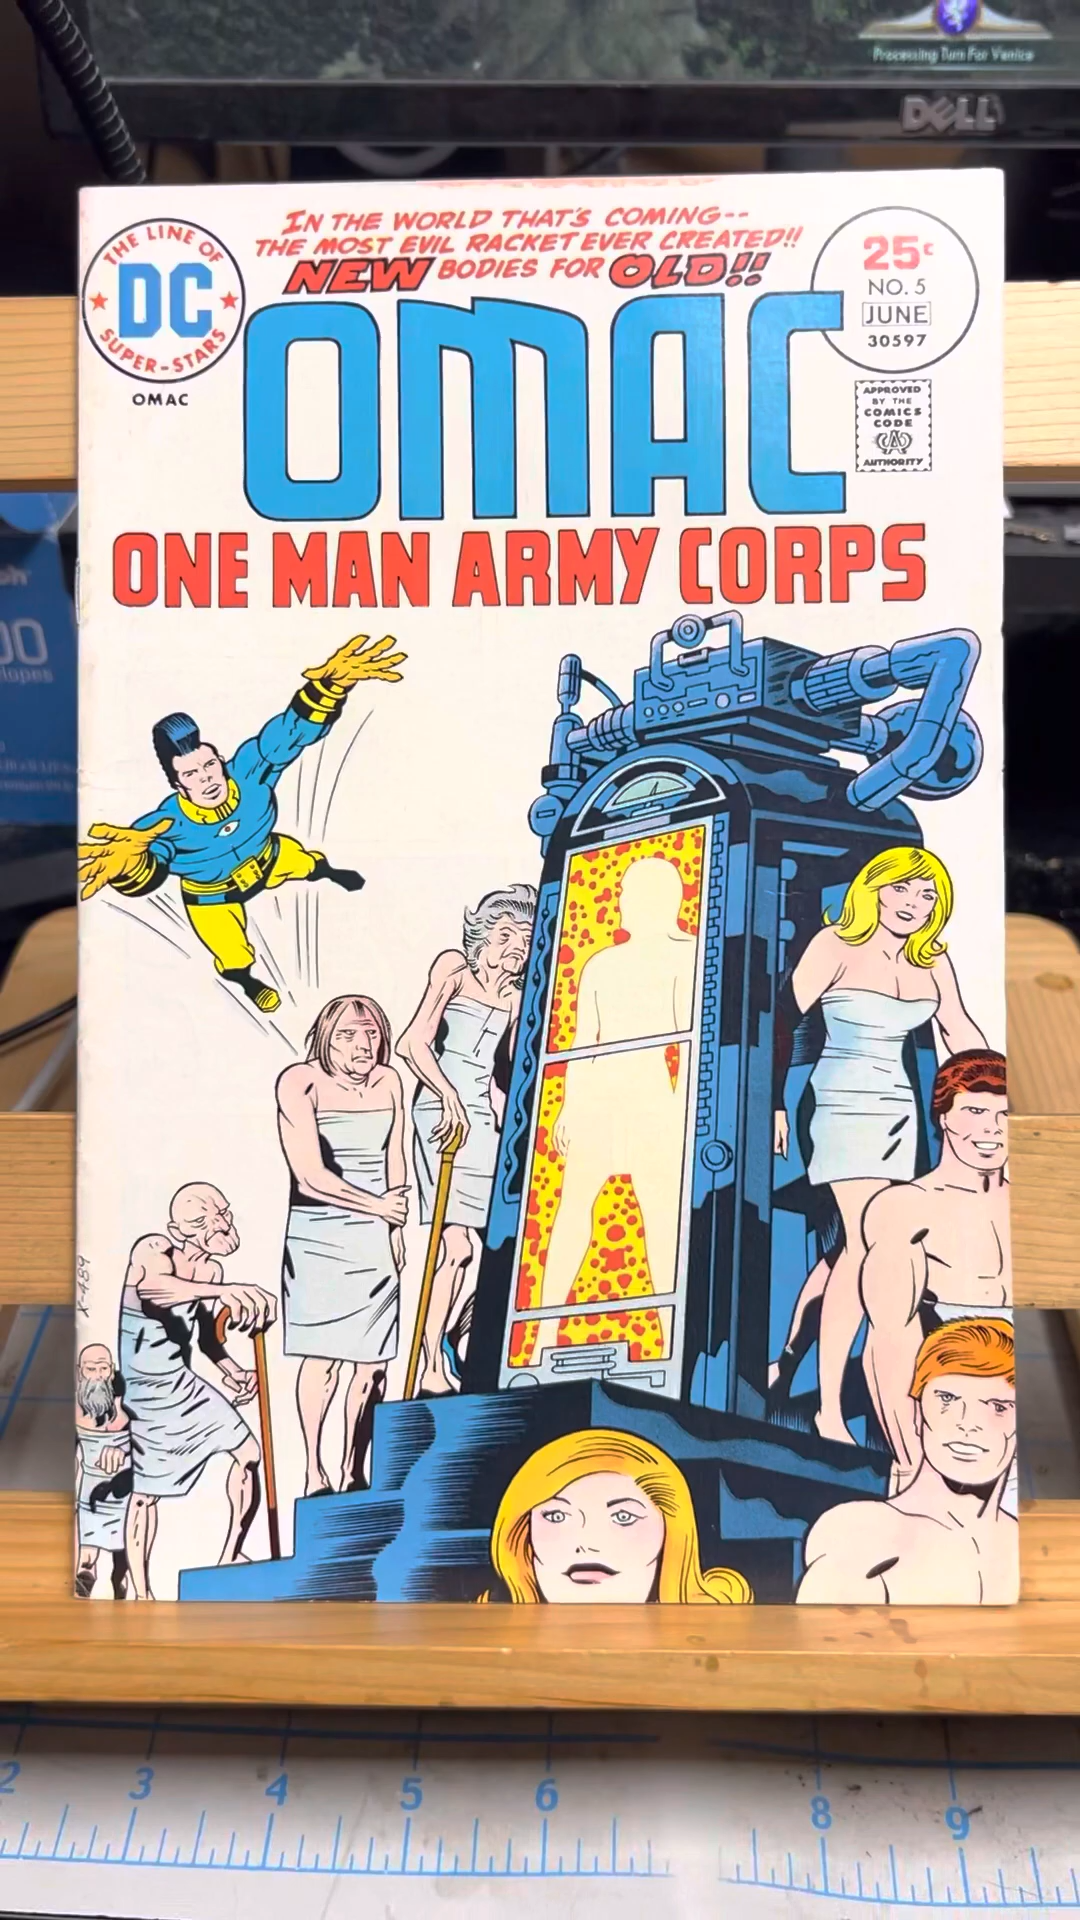 Processing Turn For Venice
DELL
IN THE WORLD THAT'S COMING--
THE MOST EVIL RACKET EVER CREATED!!
NEW BODIES FOR OLD!!
THE LINE OF
DC
SUPER-STARS
OMAC
25¢
NO. 5
JUNE
30597
APPROVED
BY THE
COMICS
CODE
AUTHORITY
OMAC
ONE MAN ARMY CORPS
X-489
2 3 4 5 6 8 9